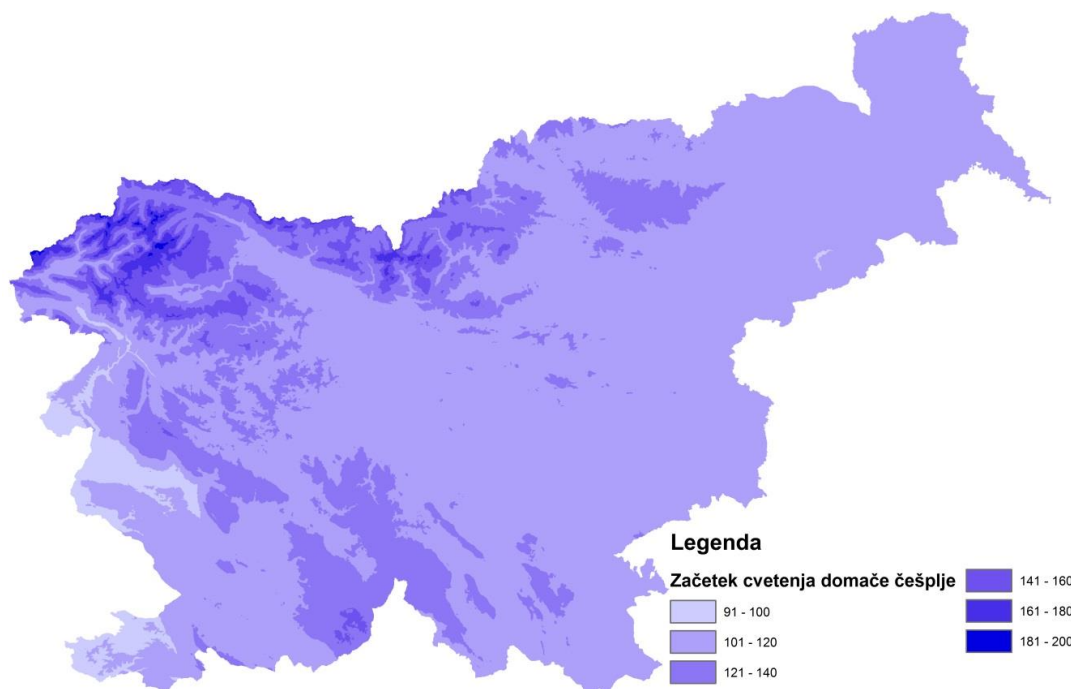 Legenda
Začetek cvetenja domače češplje
91 - 100
101 - 120
121 - 140
141 - 160
161 - 180
181 - 200